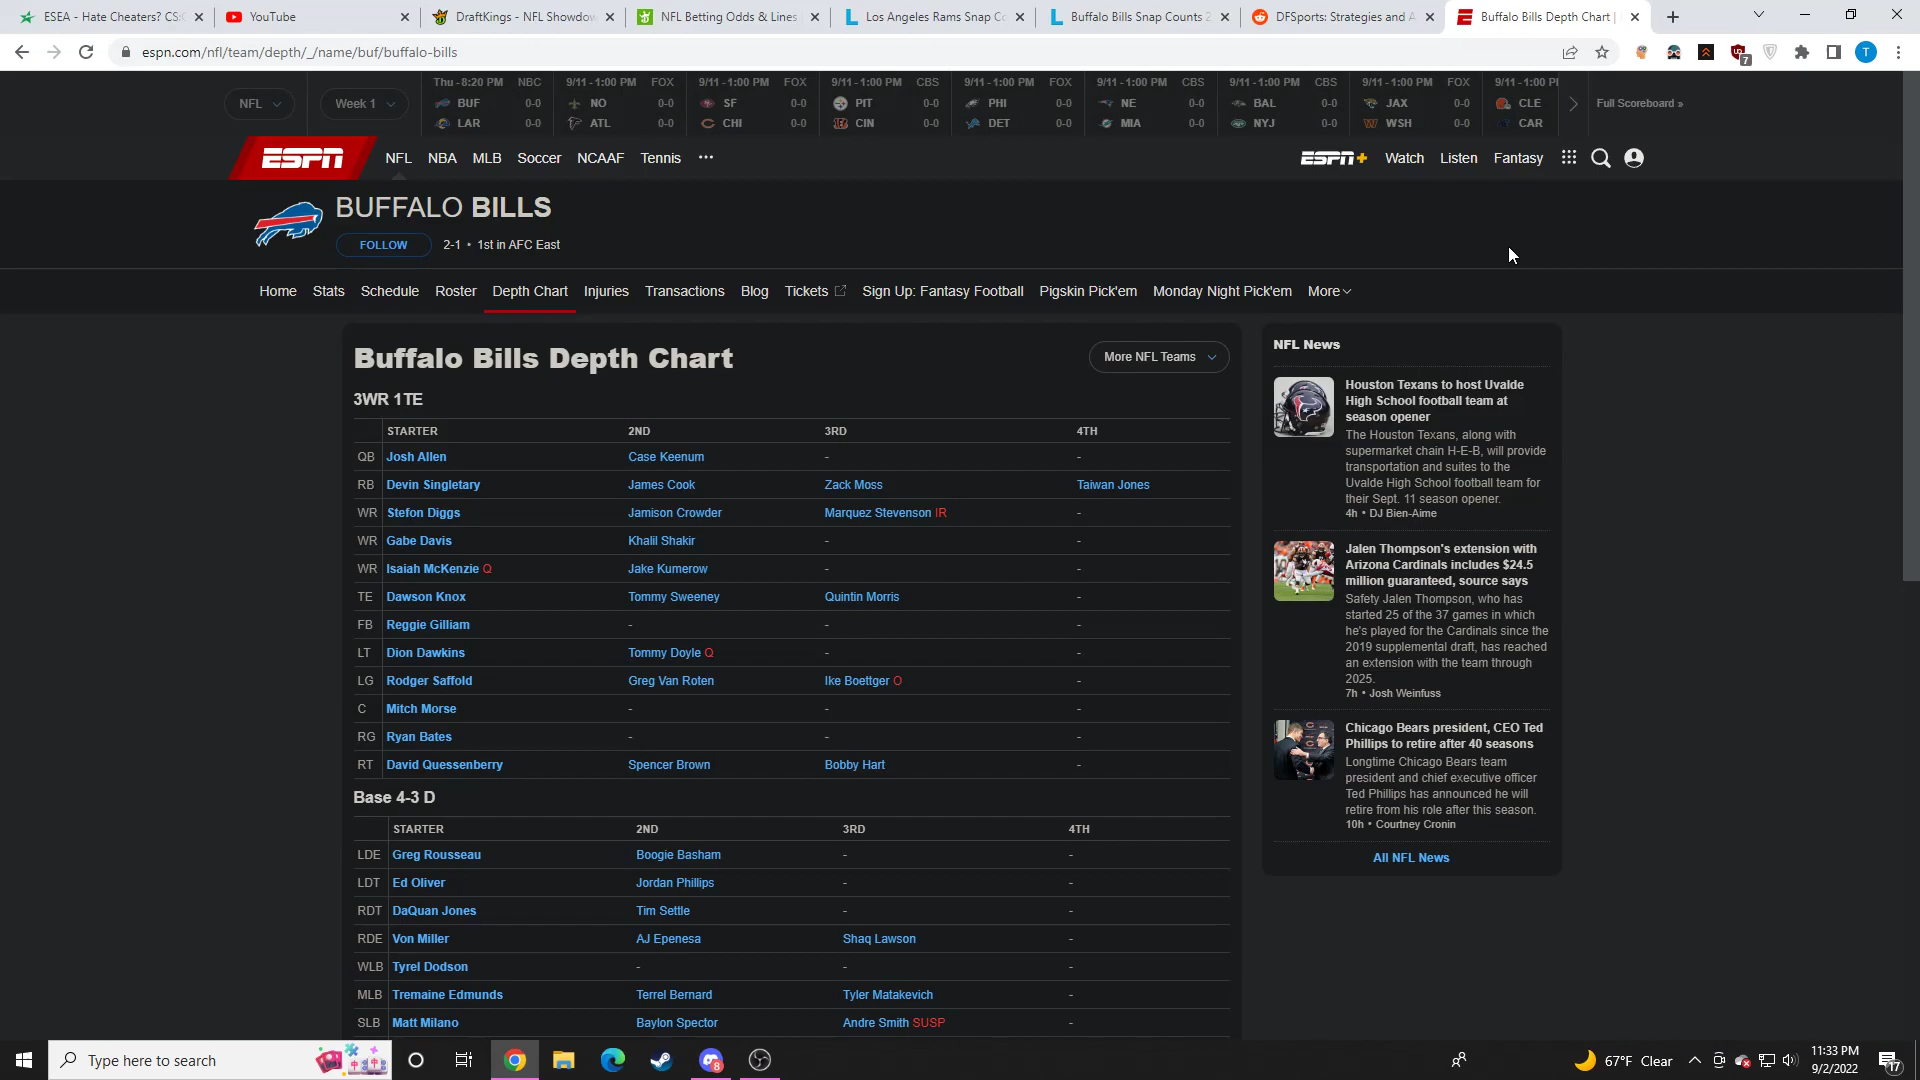 ESEA - Hate Cheaters? CS:
YouTube
DraftKings - NFL Showdow
NFL Betting Odds & Lines
Los Angeles Rams Snap Co
Buffalo Bills Snap Counts 2
DFSports: Strategies and A
Buffalo Bills Depth Chart |
espn.com/nfl/team/depth/_/name/buf/buffalo-bills
7
T
NFL
Week 1
Thu - 8:20 PM NBC
BUF 0-0
LAR 0-0
9/11 - 1:00 PM FOX
NO 0-0
ATL 0-0
9/11 - 1:00 PM FOX
SF 0-0
CHI 0-0
9/11 - 1:00 PM CBS
PIT 0-0
CIN 0-0
9/11 - 1:00 PM FOX
PHI 0-0
DET 0-0
9/11 - 1:00 PM CBS
NE 0-0
MIA 0-0
9/11 - 1:00 PM CBS
BAL 0-0
NYJ 0-0
9/11 - 1:00 PM FOX
JAX 0-0
WSH 0-0
9/11 - 1:00 P
CLE
CAR
Full Scoreboard »
ESPN NFL NBA MLB Soccer NCAAF Tennis ••• ESPN+ Watch Listen Fantasy
BUFFALO BILLS
FOLLOW 2-1 • 1st in AFC East
Home Stats Schedule Roster Depth Chart Injuries Transactions Blog Tickets Sign Up: Fantasy Football Pigskin Pick'em Monday Night Pick'em More
Buffalo Bills Depth Chart
More NFL Teams
3WR 1TE
STARTER 2ND 3RD 4TH
QB Josh Allen Case Keenum - -
RB Devin Singletary James Cook Zack Moss Taiwan Jones
WR Stefon Diggs Jamison Crowder Marquez Stevenson IR -
WR Gabe Davis Khalil Shakir - -
WR Isaiah McKenzie Q Jake Kumerow - -
TE Dawson Knox Tommy Sweeney Quintin Morris -
FB Reggie Gilliam - - -
LT Dion Dawkins Tommy Doyle Q - -
LG Rodger Saffold Greg Van Roten Ike Boettger O -
C Mitch Morse - - -
RG Ryan Bates - - -
RT David Quessenberry Spencer Brown Bobby Hart -
Base 4-3 D
STARTER 2ND 3RD 4TH
LDE Greg Rousseau Boogie Basham - -
LDT Ed Oliver Jordan Phillips - -
RDT DaQuan Jones Tim Settle - -
RDE Von Miller AJ Epenesa Shaq Lawson -
WLB Tyrel Dodson - - -
MLB Tremaine Edmunds Terrel Bernard Tyler Matakevich -
SLB Matt Milano Baylon Spector Andre Smith SUSP -
NFL News
Houston Texans to host Uvalde
High School football team at
season opener
The Houston Texans, along with
supermarket chain H-E-B, will provide
transportation and suites to the
Uvalde High School football team for
their Sept. 11 season opener.
4h • DJ Bien-Aime
Jalen Thompson's extension with
Arizona Cardinals includes $24.5
million guaranteed, source says
Safety Jalen Thompson, who has
started 25 of the 37 games in which
he's played for the Cardinals since the
2019 supplemental draft, has reached
an extension with the team through
2025.
7h • Josh Weinfuss
Chicago Bears president, CEO Ted
Phillips to retire after 40 seasons
Longtime Chicago Bears team
president and chief executive officer
Ted Phillips has announced he will
retire from his role after this season.
10h • Courtney Cronin
All NFL News
Type here to search
8
67°F Clear
11:33 PM
9/2/2022
17